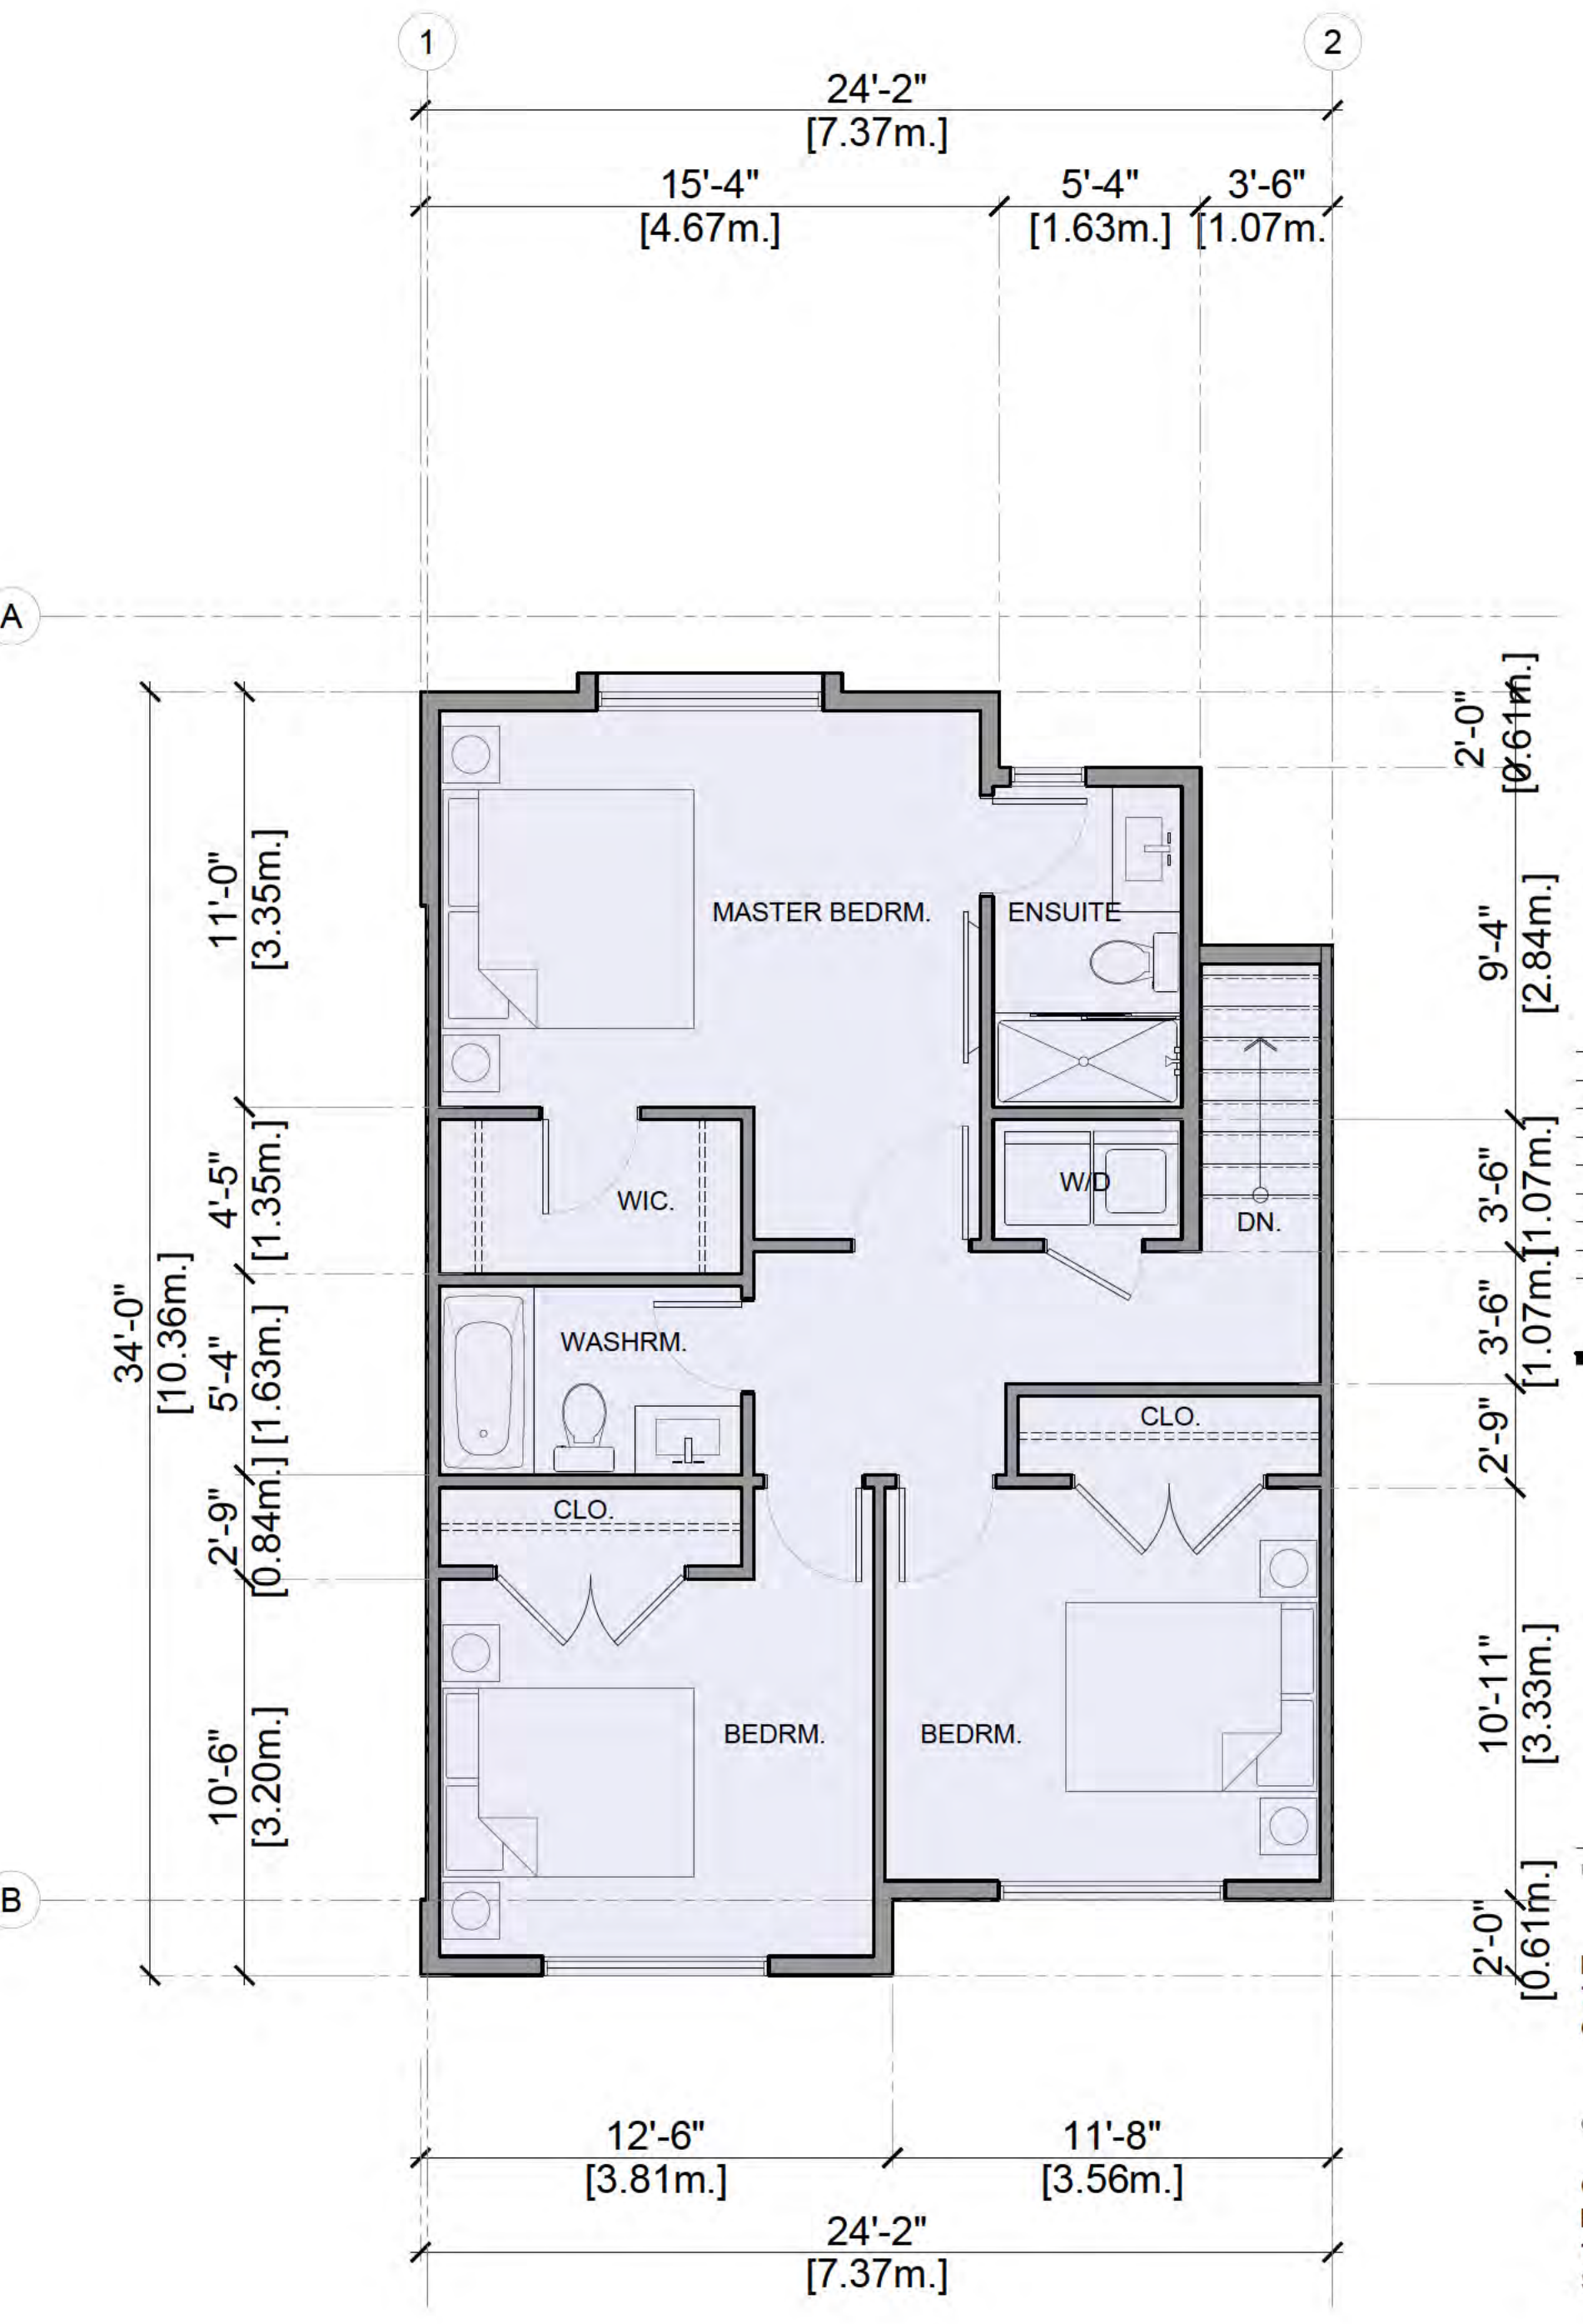 1
2
24'-2"
[7.37m.]
15'-4"
5'-4"
3'-6"
[4.67m.]
[1.63m.]
[1.07m.
A
2'-0"
[0.61m.]
11'-0"
[3.35m.]
MASTER BEDRM.
ENSUITE
9'-4"
[2.84m.]
4'-5"
[1.35m.]
WIC.
W/D
DN.
3'-6"
[1.07m.]
34'-0"
[10.36m.]
5'-4"
[1.63m.]
WASHRM.
3'-6"
[1.07m.]
CLO.
2'-9"
2'-9"
[0.84m.]
CLO.
10'-6"
[3.20m.]
BEDRM.
BEDRM.
10'-11"
[3.33m.]
B
2'-0"
[0.61m.]
12'-6"
11'-8"
[3.81m.]
[3.56m.]
24'-2"
[7.37m.]